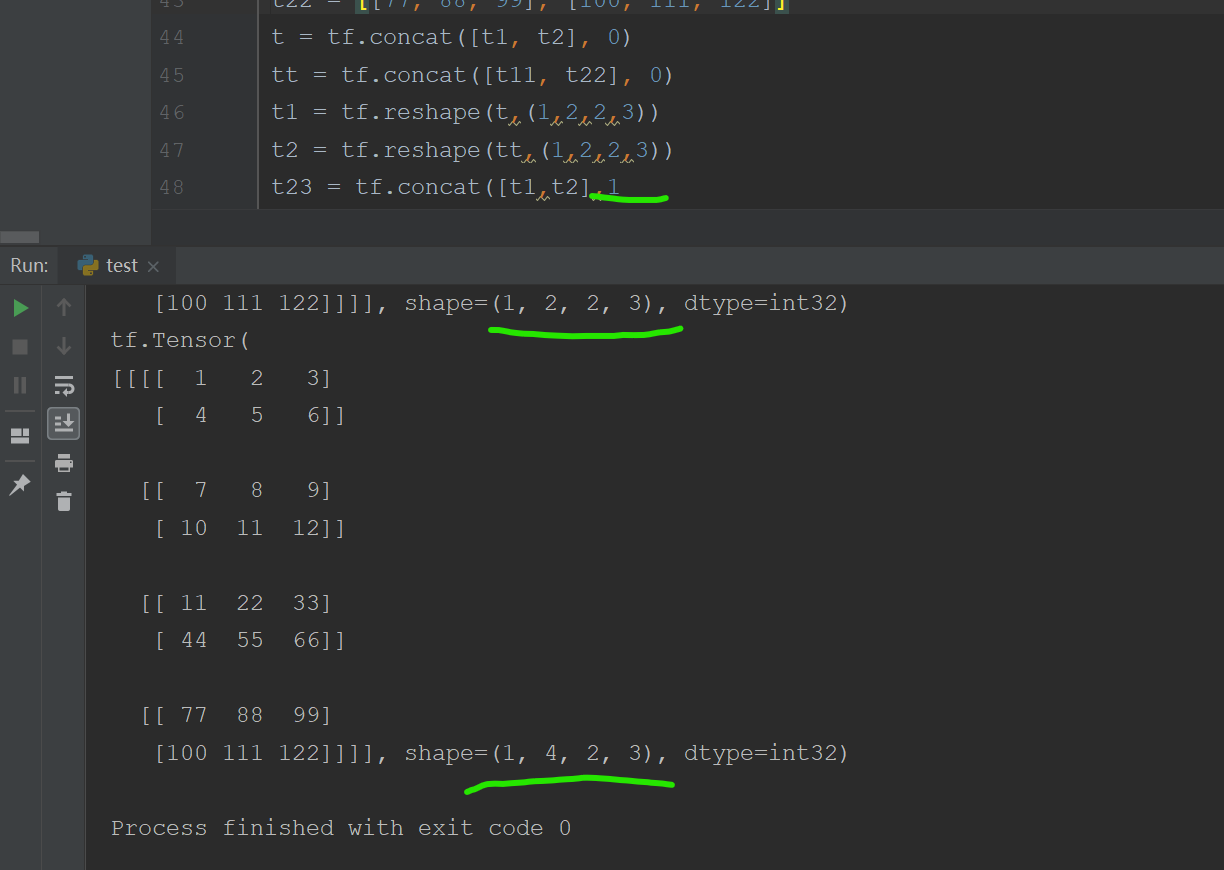 43 t22 = [[77, 88, 99], [100, 111, 122]]
44 t = tf.concat([t1, t2], 0)
45 tt = tf.concat([t11, t22], 0)
46 t1 = tf.reshape(t,(1,2,2,3))
47 t2 = tf.reshape(tt,(1,2,2,3))
48 t23 = tf.concat([t1,t2],1
Run: test
[100 111 122]]]], shape=(1, 2, 2, 3), dtype=int32)
tf.Tensor(
[[[[ 1 2 3]
[ 4 5 6]]
[[ 7 8 9]
[ 10 11 12]]
[[ 11 22 33]
[ 44 55 66]]
[[ 77 88 99]
[100 111 122]]]], shape=(1, 4, 2, 3), dtype=int32)
Process finished with exit code 0